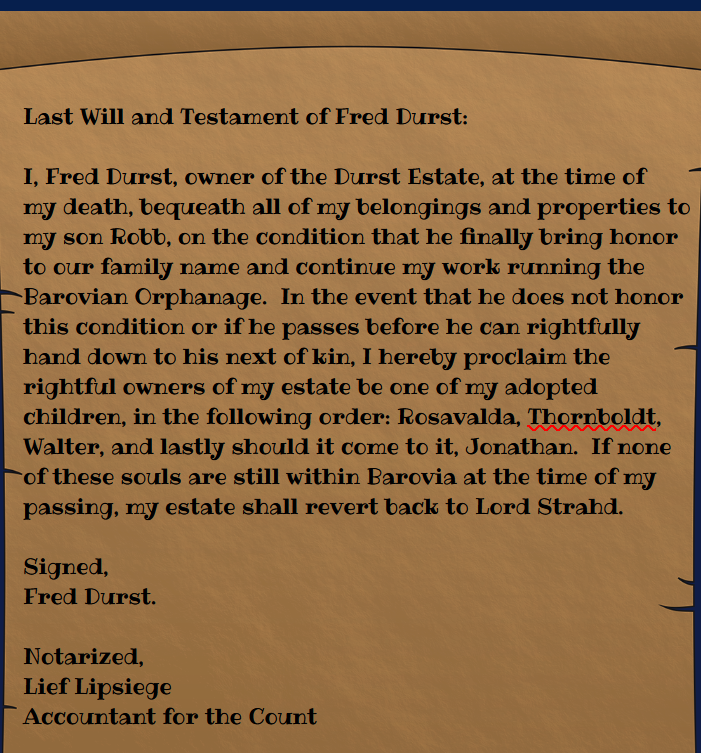 Last Will and Testament of Fred Durst:
I, Fred Durst, owner of the Durst Estate, at the time of
my death, bequeath all of my belongings and properties to
my son Robb, on the condition that he finally bring honor
to our family name and continue my work running the
Barovian Orphanage.  In the event that he does not honor
this condition or if he passes before he can rightfully
hand down to his next of kin, I hereby proclaim the
rightful owners of my estate be one of my adopted
children, in the following order: Rosavalda, Thornboldt,
Walter, and lastly should it come to it, Jonathan.  If none
of these souls are still within Barovia at the time of my
passing, my estate shall revert back to Lord Strahd.
Signed,
Fred Durst.
Notarized,
Lief Lipsiege
Accountant for the Count